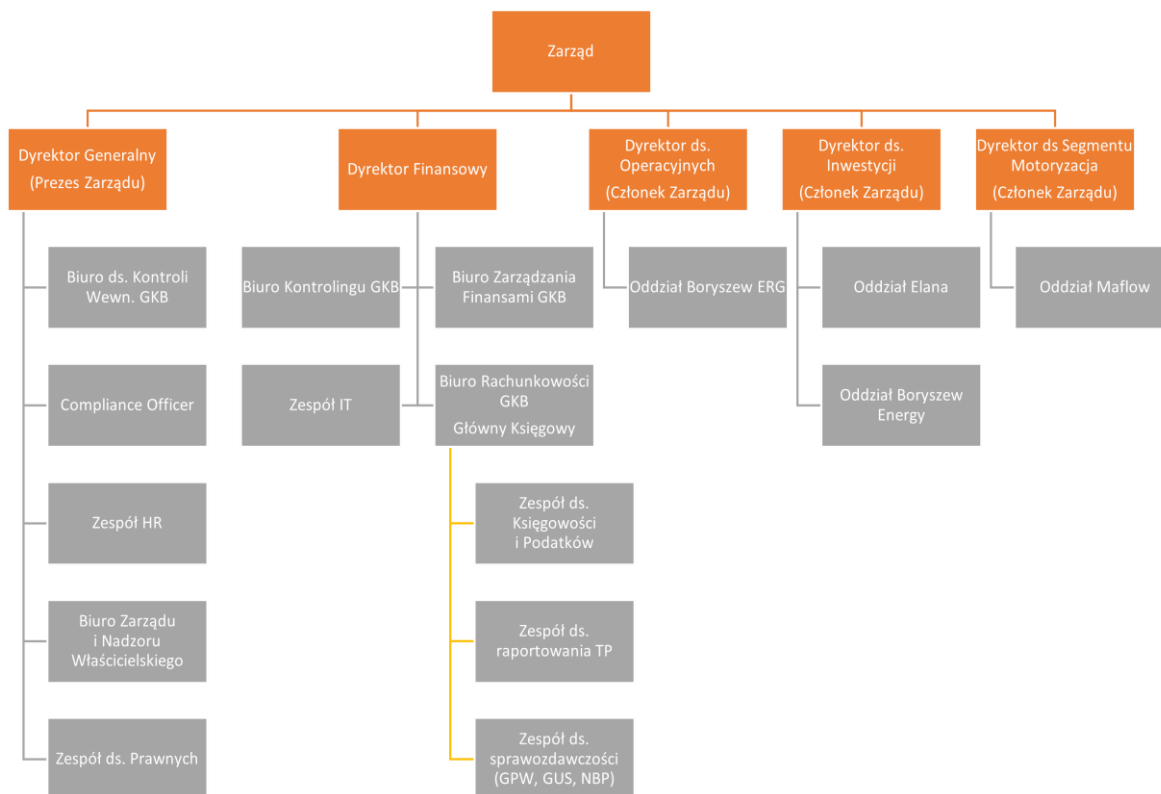 Zarząd
Dyrektor Generalny
(Prezes Zarządu)
Dyrektor Finansowy
Dyrektor ds.
Operacyjnych
(Członek Zarządu)
Dyrektor ds.
Inwestycji
(Członek Zarządu)
Dyrektor ds Segmentu
Motoryzacja
(Członek Zarządu)
Biuro ds. Kontroli
Wewn. GKB
Biuro Kontrolingu GKB
Biuro Zarządzania
Finansami GKB
Oddział Boryszew ERG
Oddział Elana
Oddział Maflow
Compliance Officer
Zespół IT
Biuro Rachunkowości
GKB
Główny Księgowy
Oddział Boryszew
Energy
Zespół HR
Zespół ds.
Księgowości
i Podatków
Biuro Zarządu
i Nadzoru
Właścicielskiego
Zespół ds.
raportowania TP
Zespół ds. Prawnych
Zespół ds.
sprawozdawczości
(GPW, GUS, NBP)